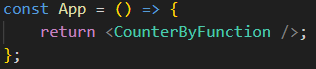 const App = () => {
    return <CounterByFunction />;
};